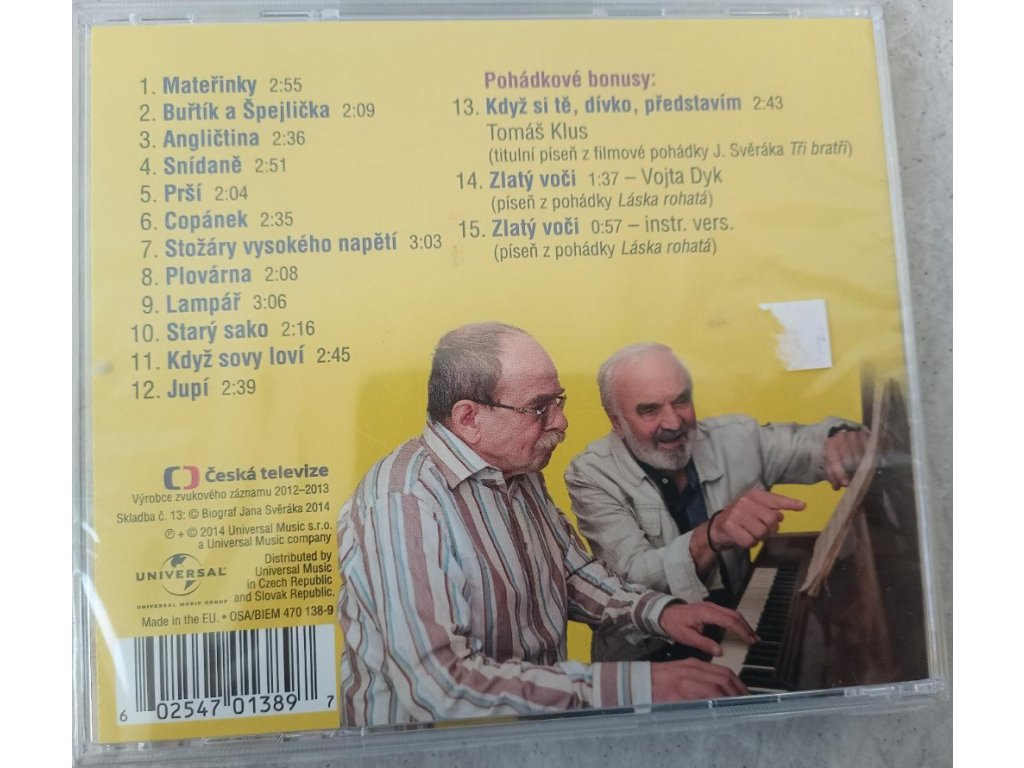 1. Mateřinky 2:55
2. Buřtík a Špejlička 2:09
3. Angličtina 2:36
4. Snídaně 2:51
5. Prší 2:04
6. Copánek 2:35
7. Stožáry vysokého napětí 3:03
8. Plovárna 2:08
9. Lampář 3:06
10. Starý sako 2:16
11. Když sovy loví 2:45
12. Jupí 2:39
Pohádkové bonusy:
13. Když si tě, dívko, představím 2:43
Tomáš Klus
(titulní píseň z filmové pohádky J. Svěráka Tři bratři)
14. Zlatý voči 1:37 – Vojta Dyk
(píseň z pohádky Láska rohatá)
15. Zlatý voči 0:57 – instr. vers.
(píseň z pohádky Láska rohatá)
Česká televize
Výrobce zvukového záznamu 2012–2013
Skladba č. 13: © Biograf Jana Svěráka 2014
℗ + © 2014 Universal Music s.r.o.
a Universal Music company
UNIVERSAL
UNIVERSAL MUSIC GROUP
Distributed by
Universal Music
in Czech Republic
and Slovak Republic.
Made in the EU. • OSA/BIEM 470 138-9
6 02547 01389 7